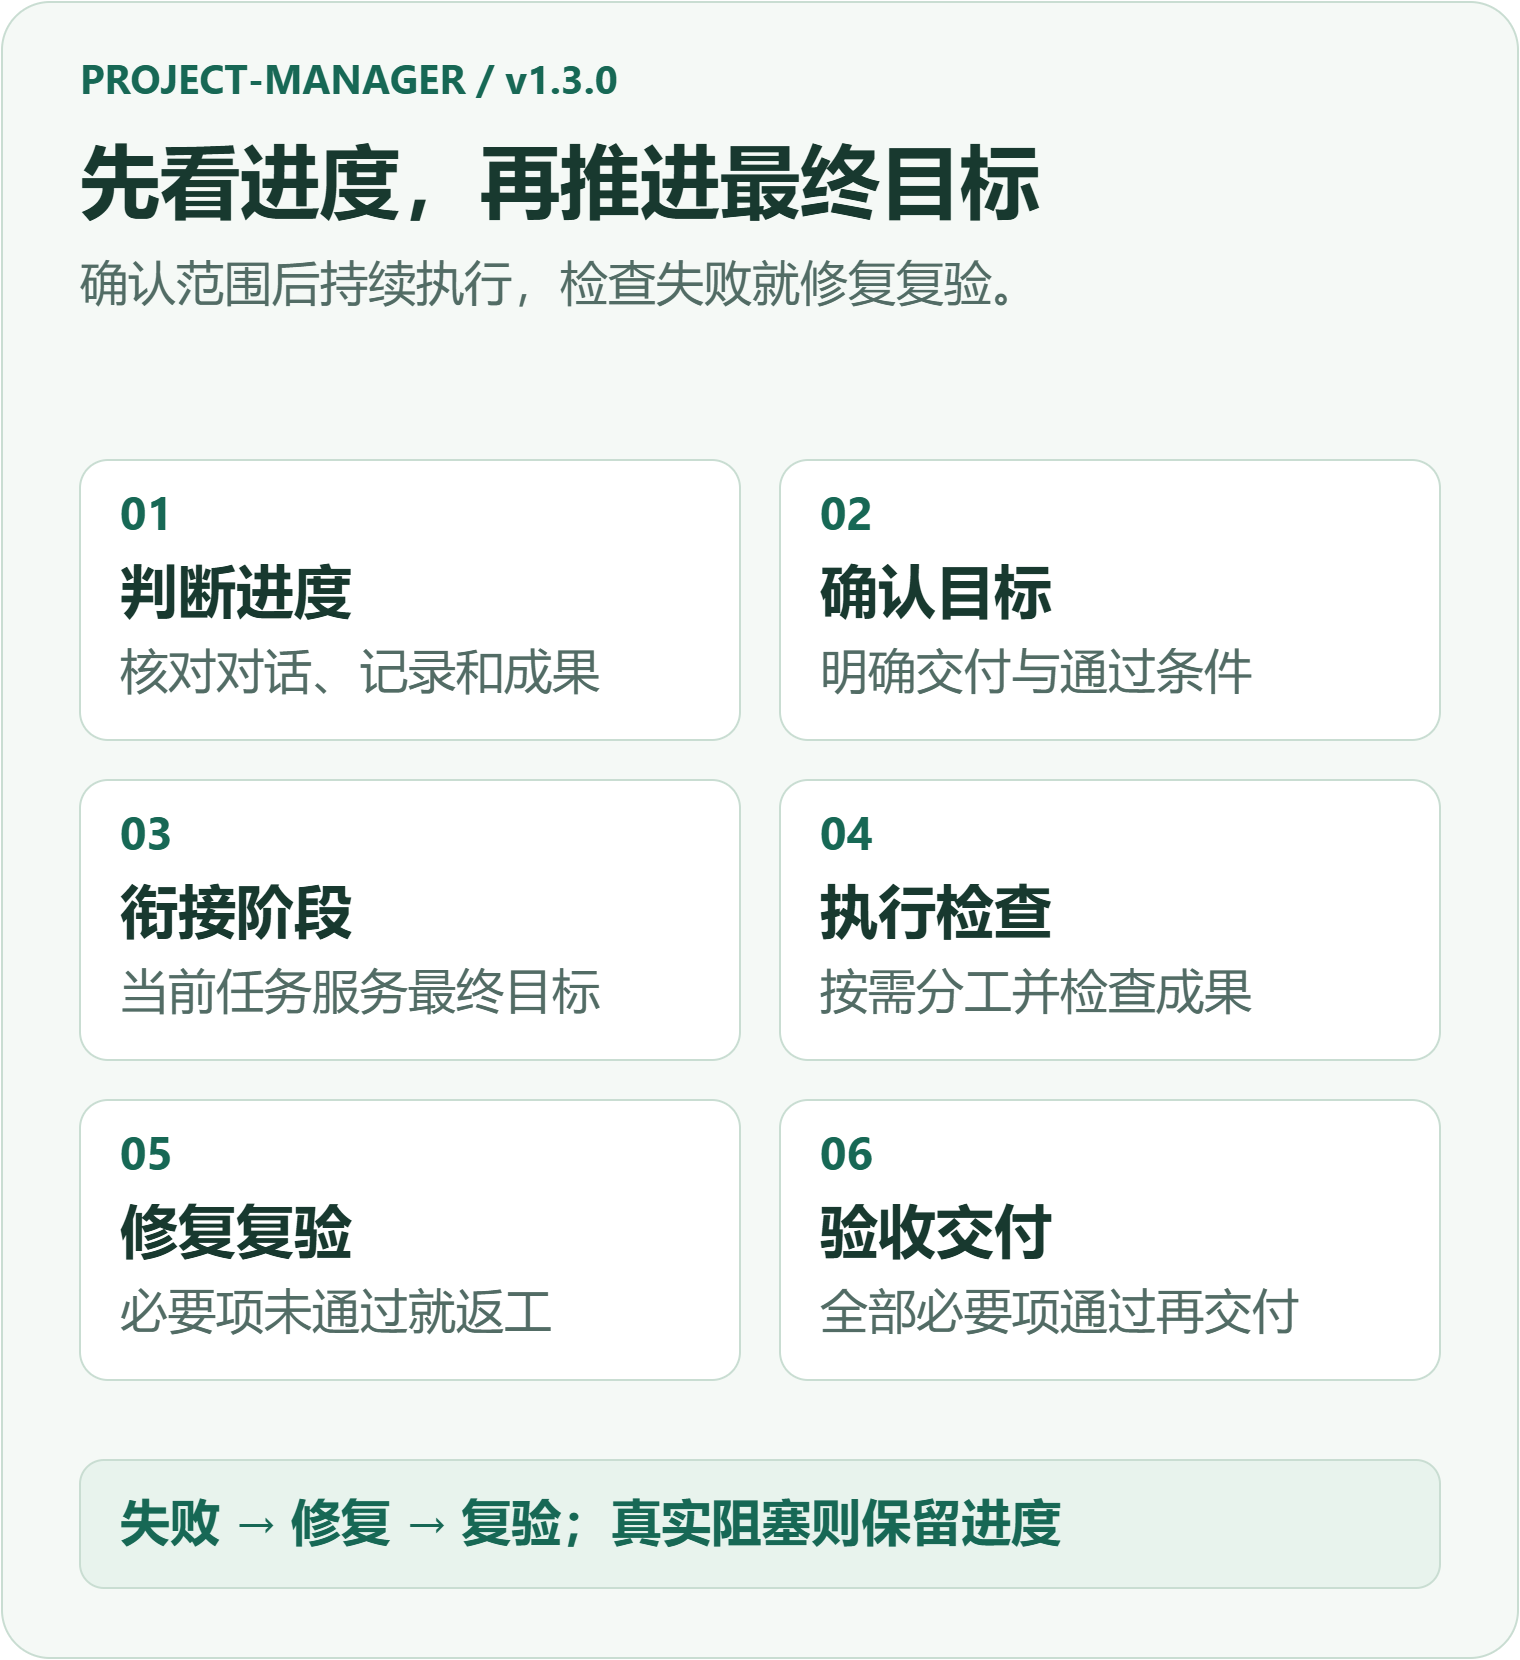 PROJECT-MANAGER / v1.3.0
先看进度，再推进最终目标
确认范围后持续执行，检查失败就修复复验。
01
判断进度
核对对话、记录和成果
02
确认目标
明确交付与通过条件
03
衔接阶段
当前任务服务最终目标
04
执行检查
按需分工并检查成果
05
修复复验
必要项未通过就返工
06
验收交付
全部必要项通过再交付
失败 → 修复 → 复验；真实阻塞则保留进度